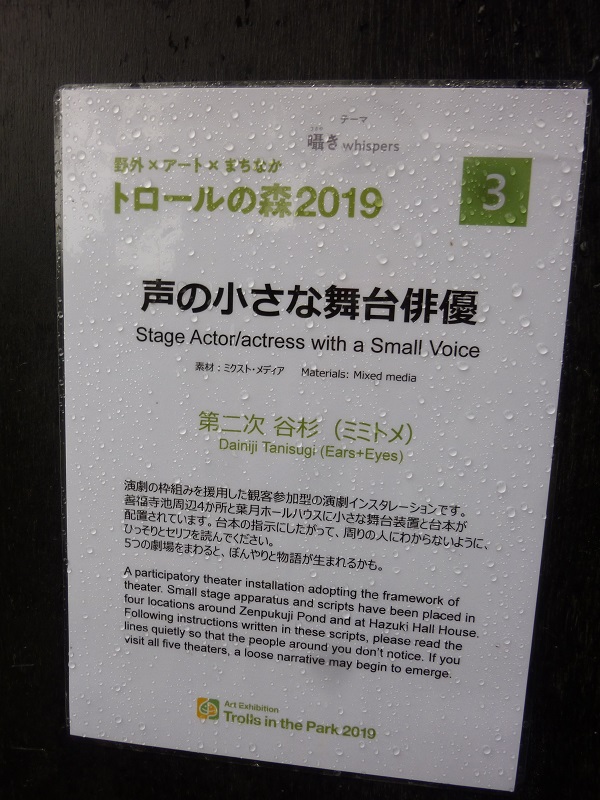 テーマ
囁き whispers
野外×アート×まちなか
トロールの森2019
3
声の小さな舞台俳優
Stage Actor/actress with a Small Voice
素材：ミクスト・メディア Materials: Mixed media
第二次 谷杉（ミミトメ）
Dainiji Tanisugi (Ears+Eyes)
演劇の枠組みを援用した観客参加型の演劇インスタレーションです。
善福寺池周辺4か所と葉月ホールハウスに小さな舞台装置と台本が
配置されています。台本の指示にしたがって、周りの人にわからないように、
ひっそりとセリフを読んでください。
5つの劇場をまわると、ぼんやりと物語が生まれるかも。
A participatory theater installation adopting the framework of
theater. Small stage apparatus and scripts have been placed in
four locations around Zenpukuji Pond and at Hazuki Hall House.
Following instructions written in these scripts, please read the
lines quietly so that the people around you don't notice. If you
visit all five theaters, a loose narrative may begin to emerge.
Art Exhibition
Trolls in the Park 2019